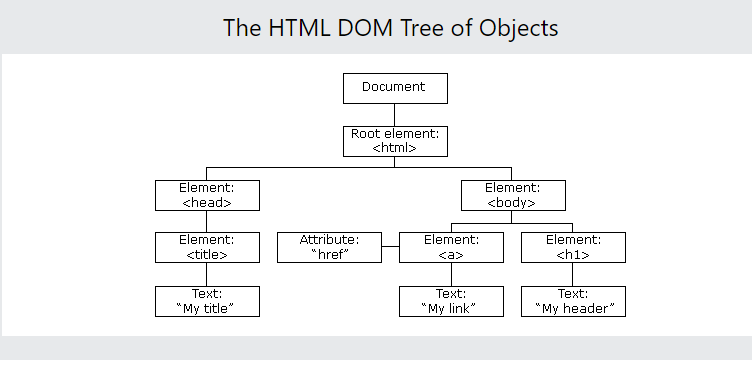 The HTML DOM Tree of Objects
Document
Root element:
<html>
Element:
<head>
Element:
<body>
Element:
<title>
Attribute:
"href"
Element:
<a>
Element:
<h1>
Text:
"My title"
Text:
"My link"
Text:
"My header"